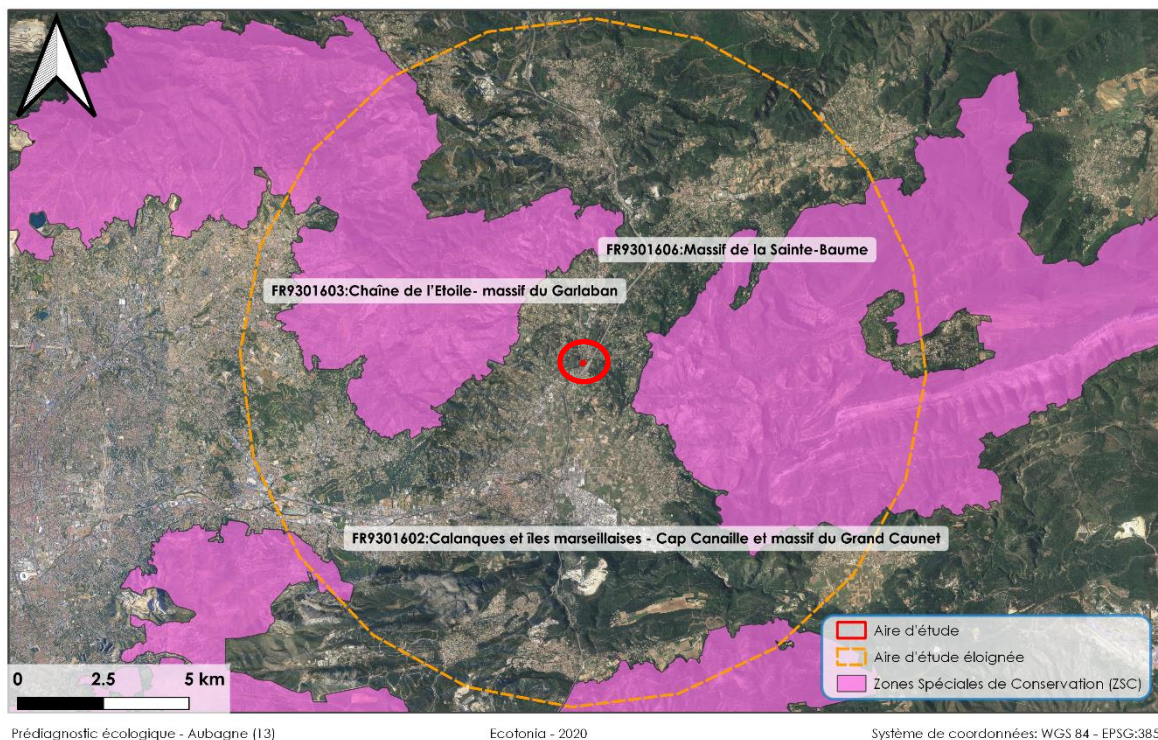 FR9301606:Massif de la Sainte-Baume
FR9301603:Chaîne de l'Etoile- massif du Garlaban
FR9301602:Calanques et îles marseillaises - Cap Canaille et massif du Grand Caunet
Aire d'étude
Aire d'étude éloignée
Zones Spéciales de Conservation (ZSC)
0 2.5 5 km
Prédiagnostic écologique - Aubagne (13) Ecotonia - 2020 Système de coordonnées: WGS 84 - EPSG:385